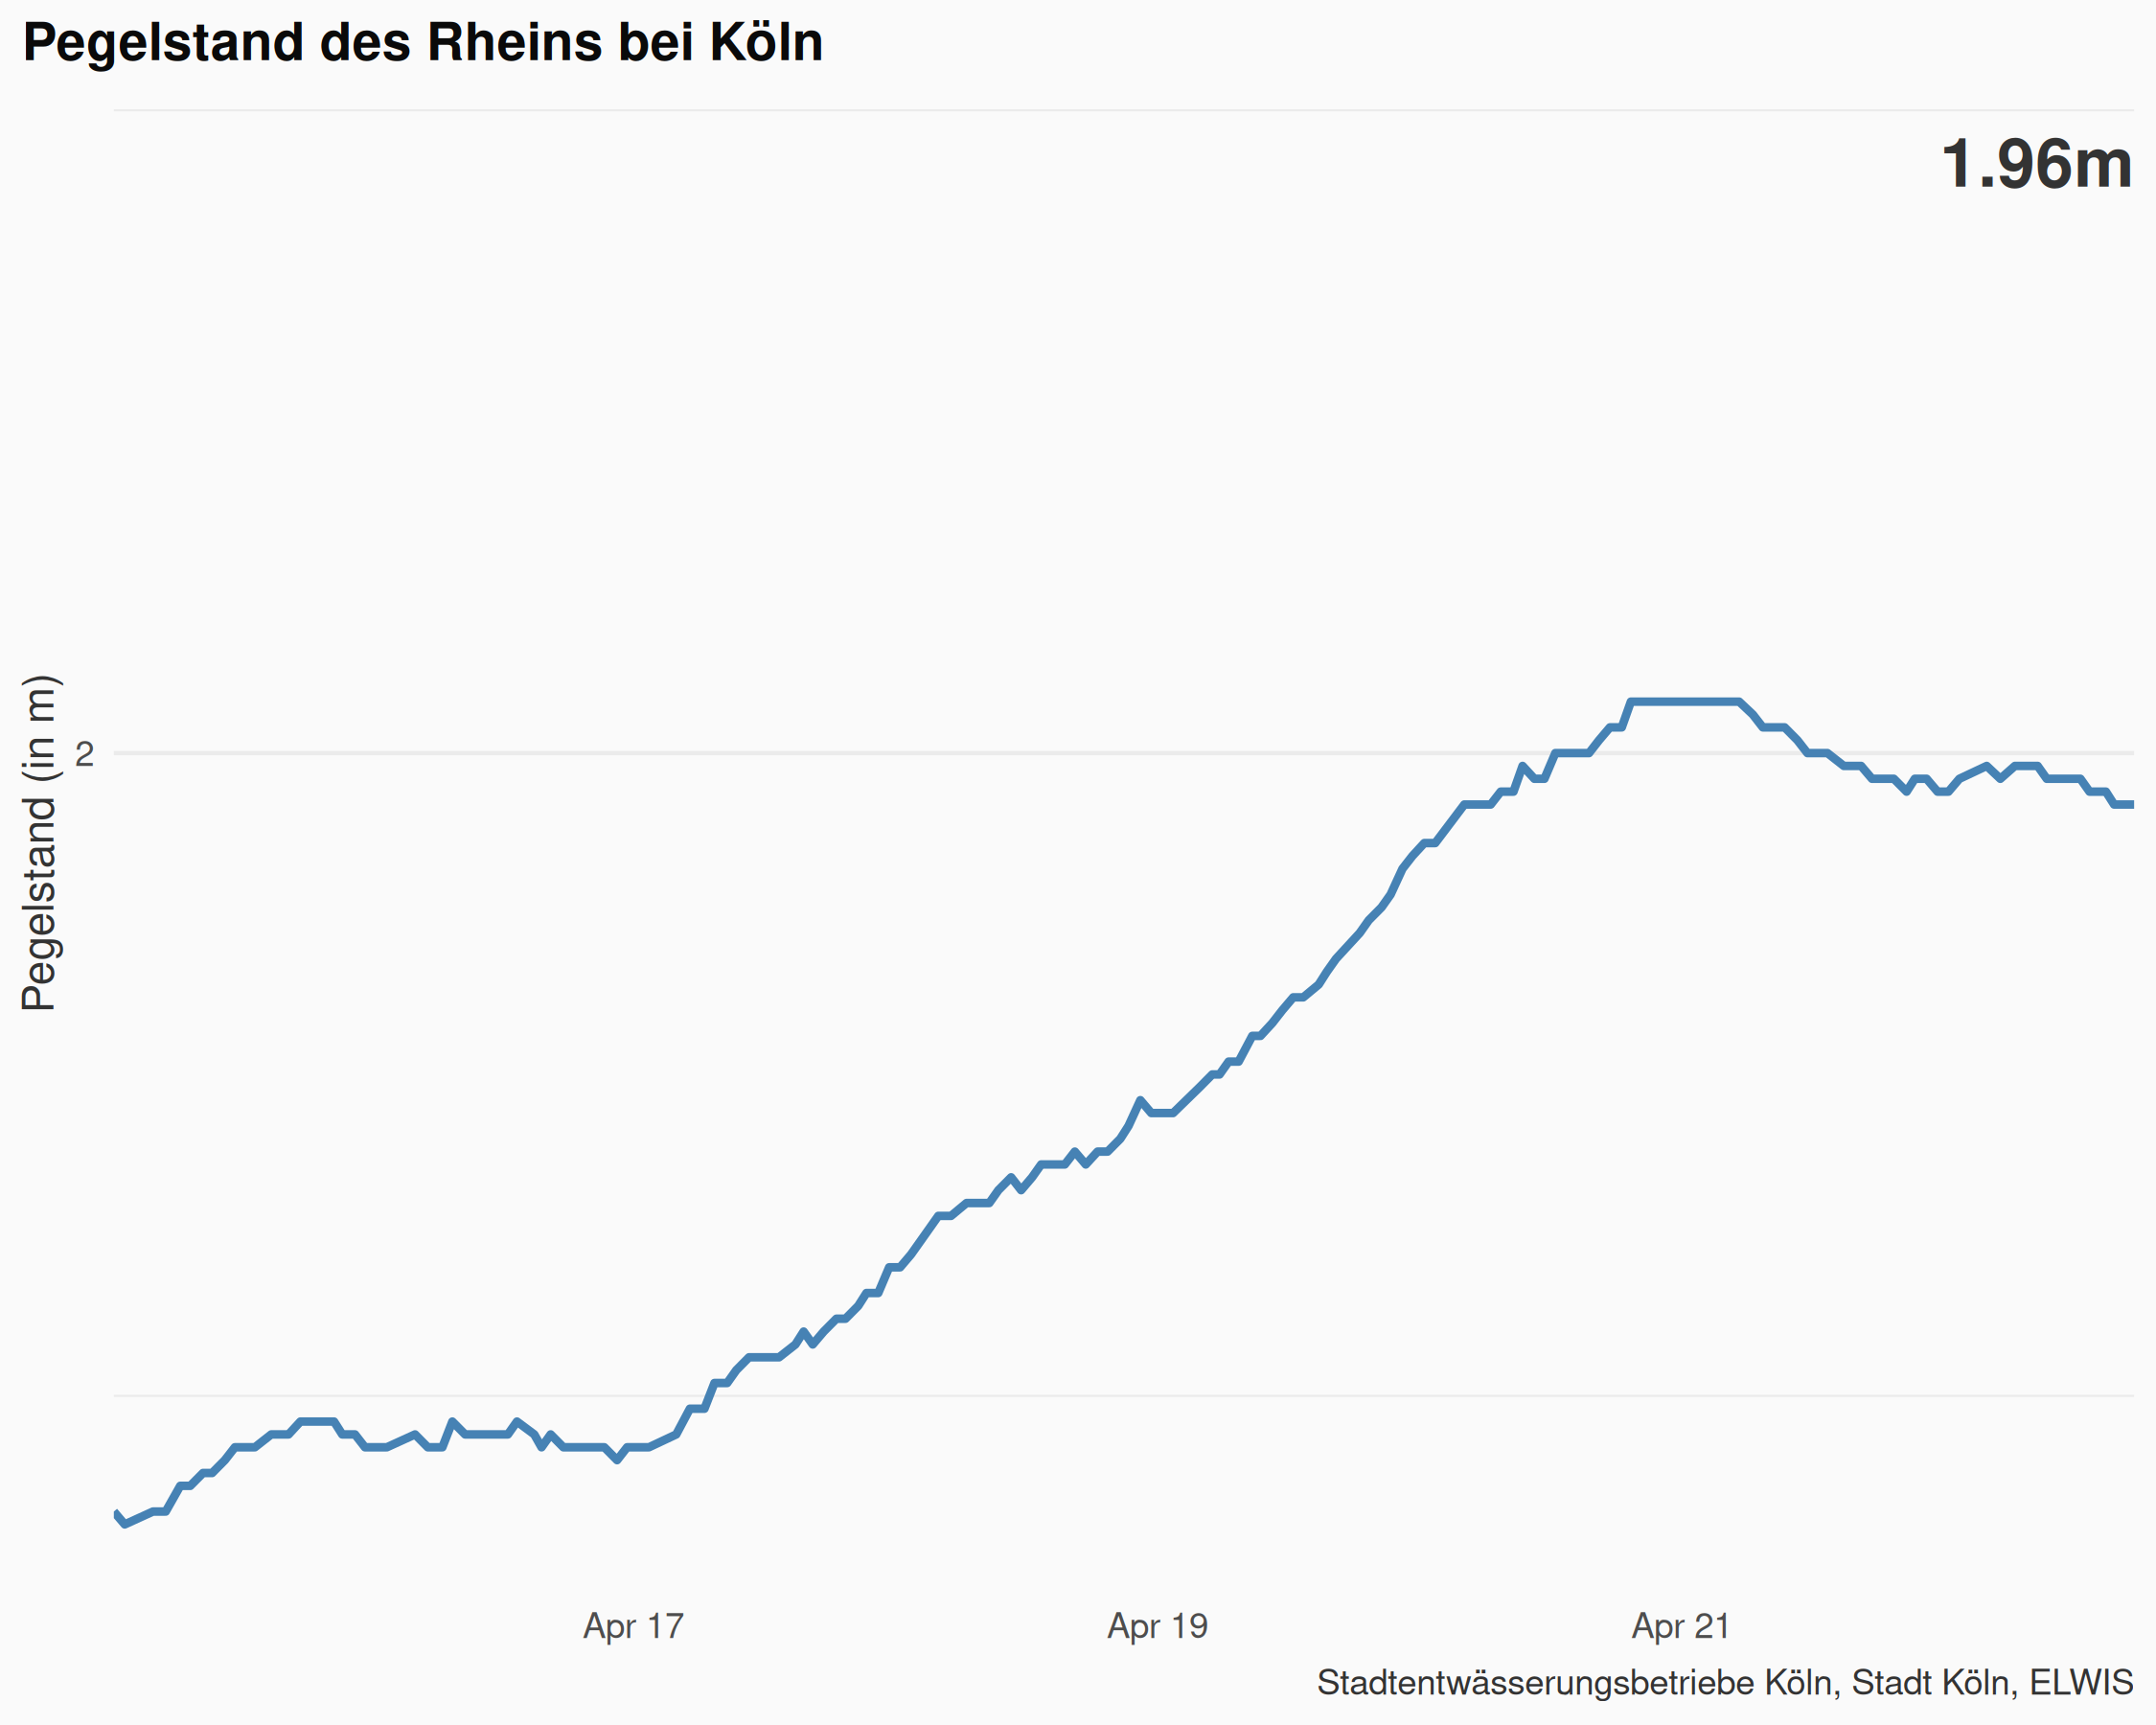 Pegelstand des Rheins bei Köln
1.96m
Pegelstand (in m)
2
Apr 17
Apr 19
Apr 21
Stadtentwässerungsbetriebe Köln, Stadt Köln, ELWIS